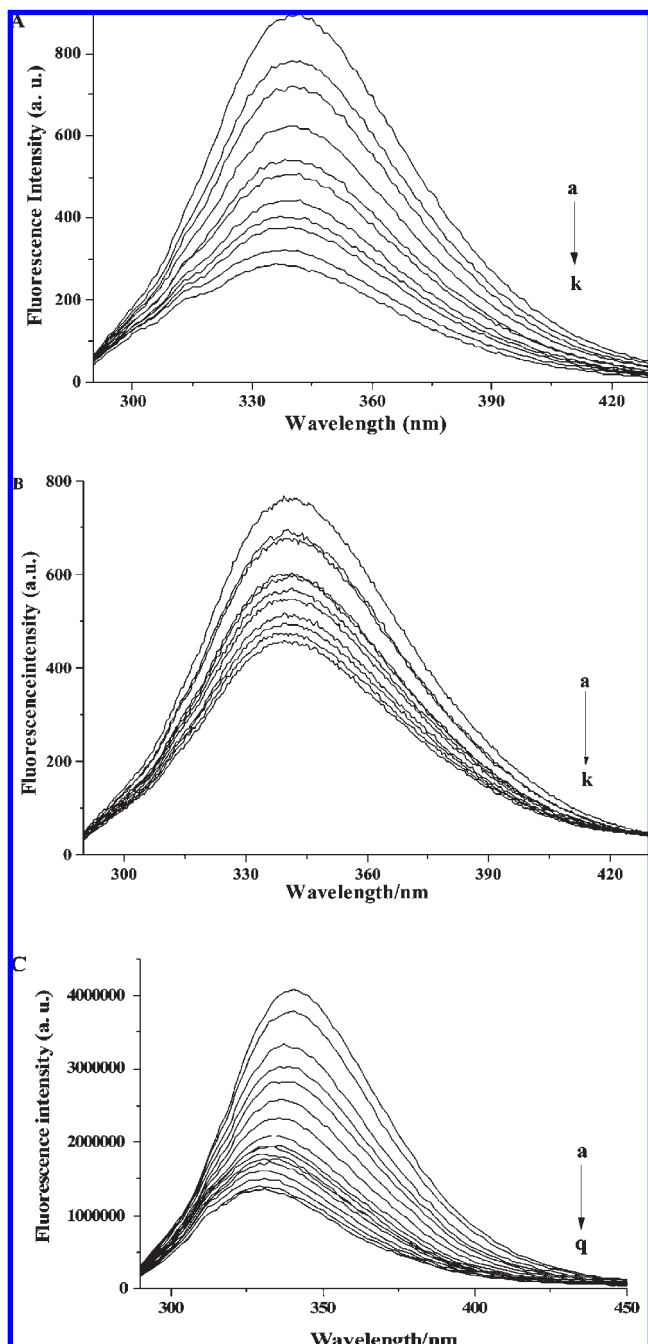 A
800
600
400
200
0
Fluorescence Intensity (a. u.)
a
k
300 330 360 390 420
Wavelength (nm)
B
800
600
400
200
0
Fluorescenceintensity (a.u.)
a
k
300 330 360 390 420
Wavelength/nm
C
4000000
3000000
2000000
1000000
0
Fluorescence intensity (a. u.)
a
q
300 350 400 450
Wavelength/nm